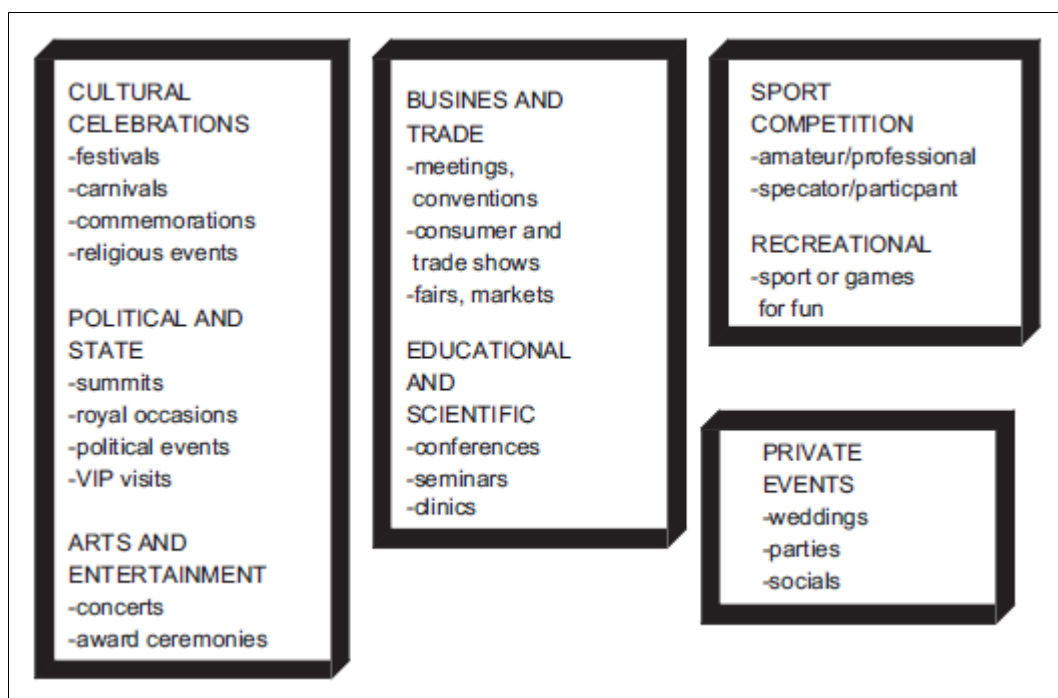 CULTURAL
CELEBRATIONS
-festivals
-carnivals
-commemorations
-religious events
POLITICAL AND
STATE
-summits
-royal occasions
-political events
-VIP visits
ARTS AND
ENTERTAINMENT
-concerts
-award ceremonies
BUSINES AND
TRADE
-meetings,
conventions
-consumer and
trade shows
-fairs, markets
EDUCATIONAL
AND
SCIENTIFIC
-conferences
-seminars
-clinics
SPORT
COMPETITION
-amateur/professional
-specator/particpant
RECREATIONAL
-sport or games
for fun
PRIVATE
EVENTS
-weddings
-parties
-socials